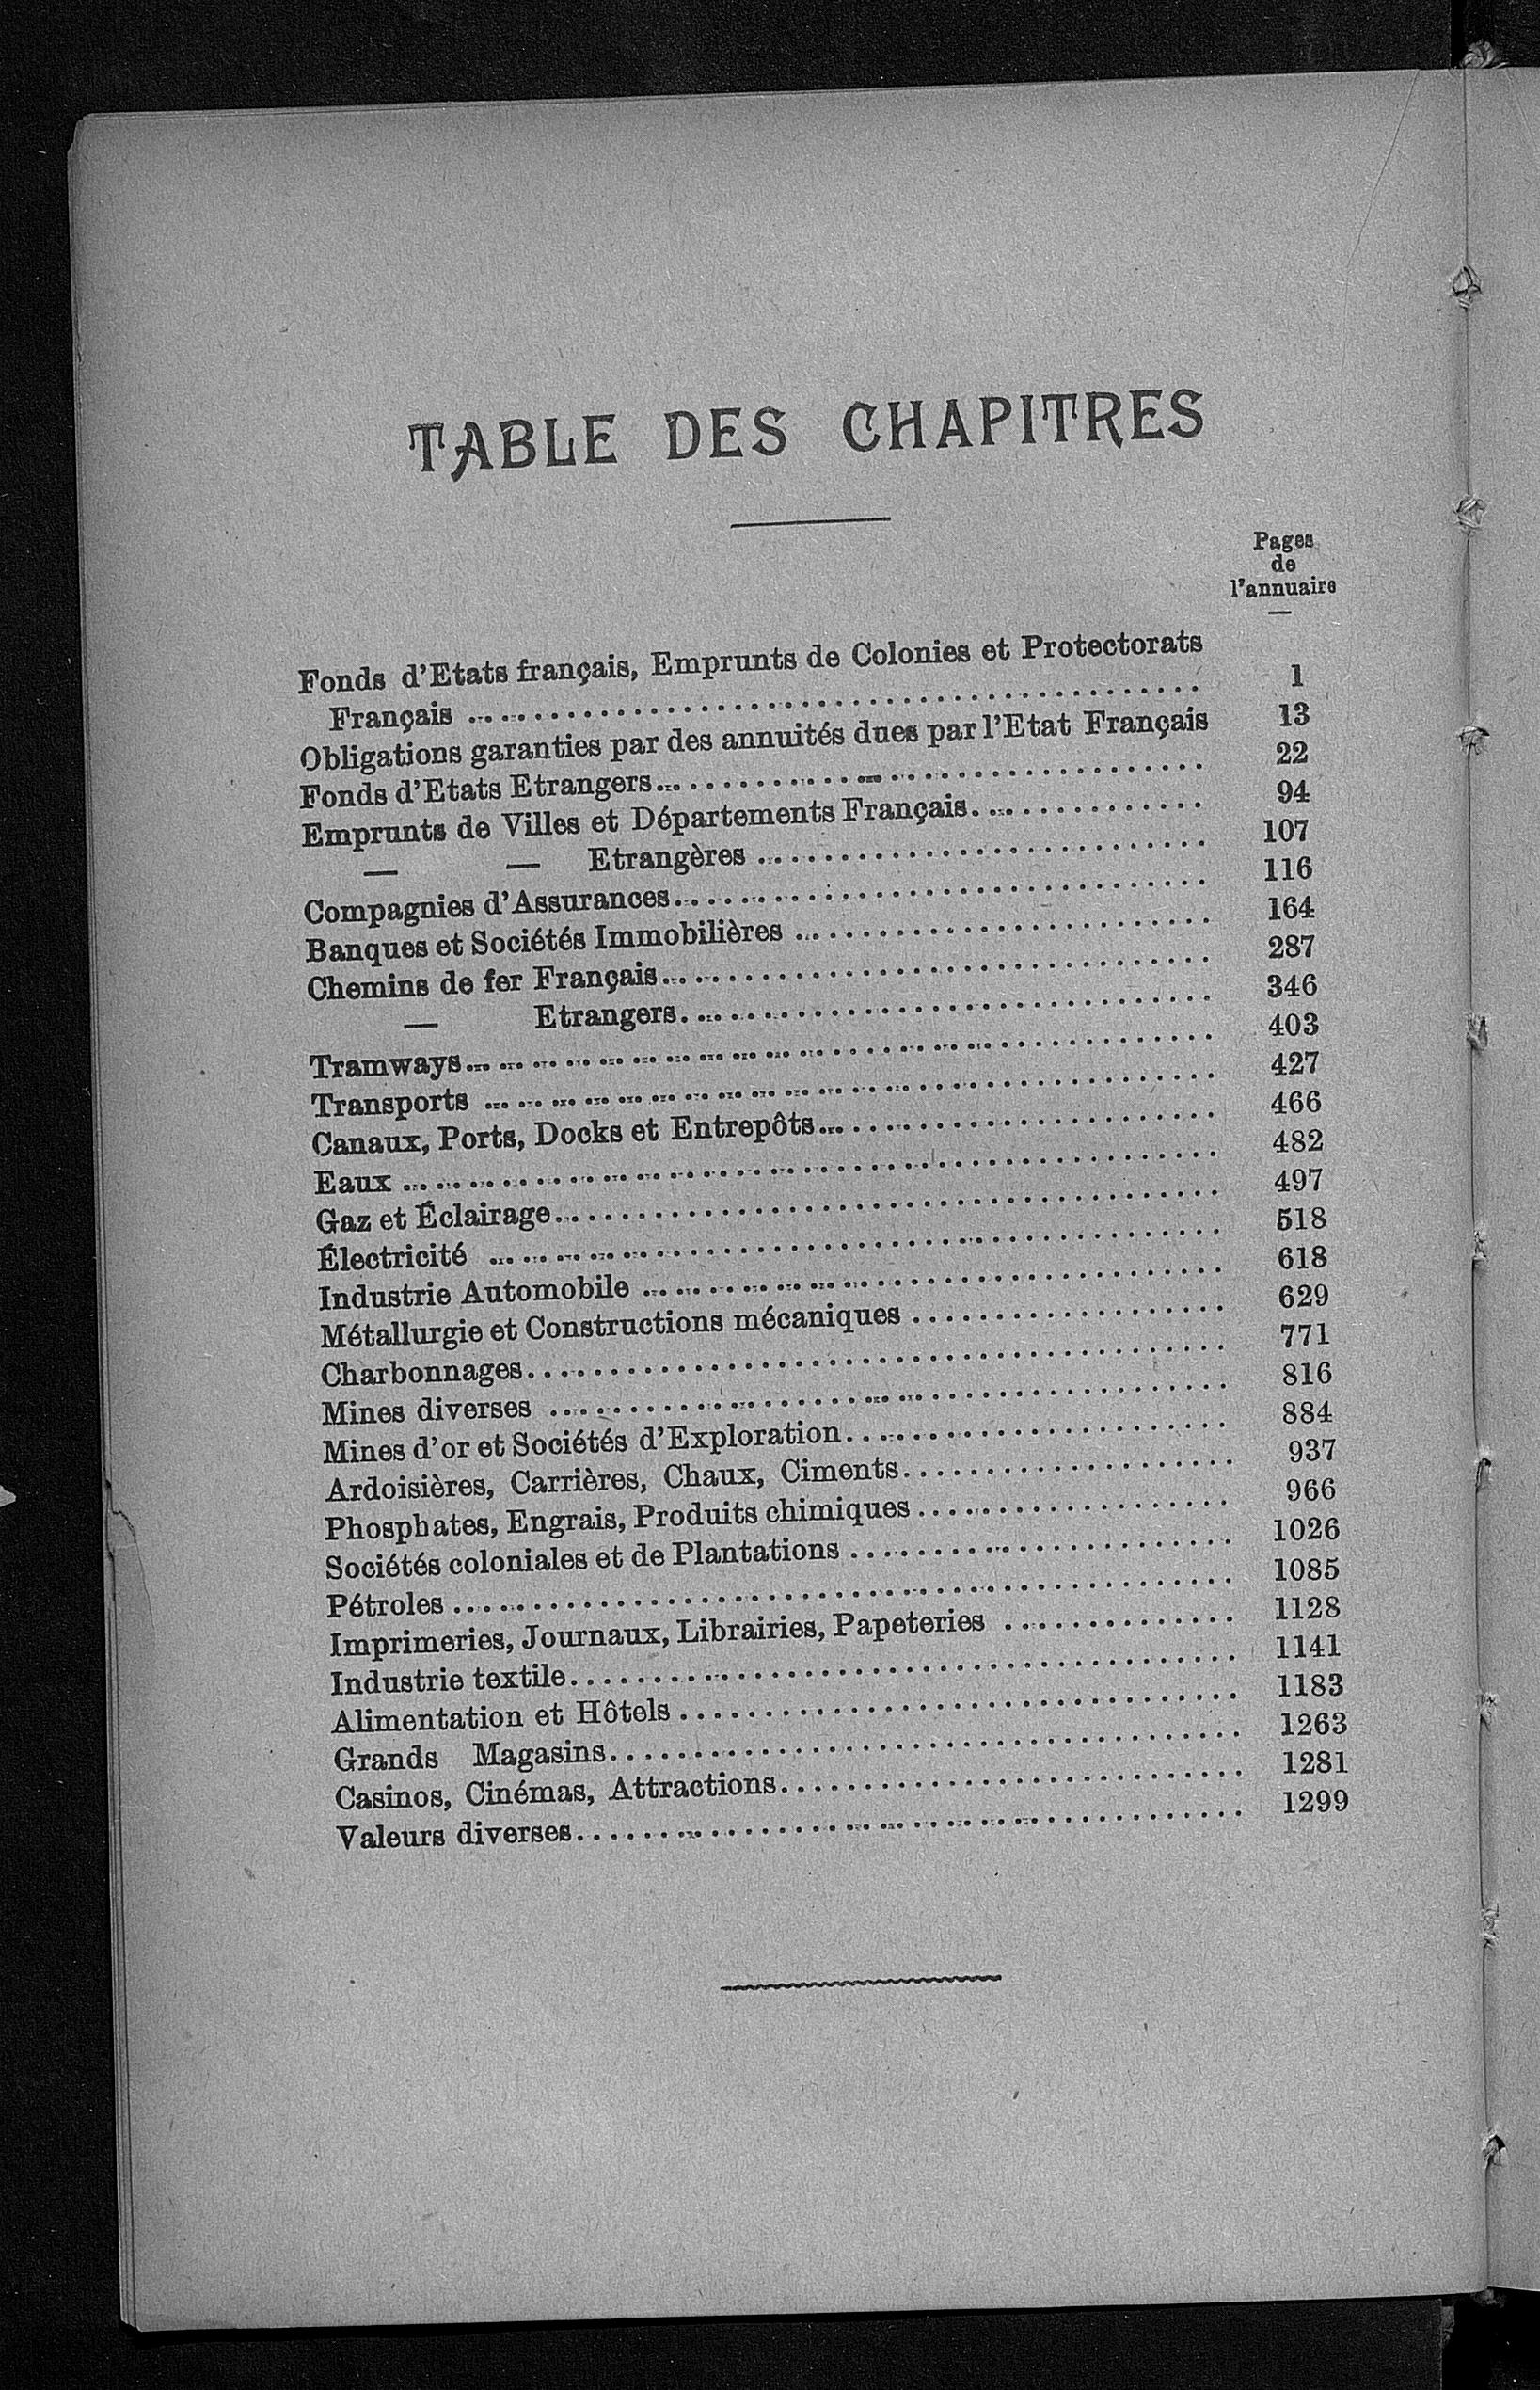 TABLE DES CHAPITRES
Pages
de
l'annuaire
Fonds d'Etats français, Emprunts de Colonies et Protectorats
Français ........ 1
Obligations garanties par des annuités dues par l'Etat Français 13
Fonds d'Etats Etrangers ........ 22
Emprunts de Villes et Départements Français ........ 94
— — Etrangères ........ 107
Compagnies d'Assurances ........ 116
Banques et Sociétés Immobilières ........ 164
Chemins de fer Français ........ 287
— Etrangers ........ 346
Tramways ........ 403
Transports ........ 427
Canaux, Ports, Docks et Entrepôts ........ 466
Eaux ........ 482
Gaz et Éclairage ........ 497
Électricité ........ 518
Industrie Automobile ........ 618
Métallurgie et Constructions mécaniques ........ 629
Charbonnages ........ 771
Mines diverses ........ 816
Mines d'or et Sociétés d'Exploration ........ 884
Ardoisières, Carrières, Chaux, Ciments ........ 937
Phosphates, Engrais, Produits chimiques ........ 966
Sociétés coloniales et de Plantations ........ 1026
Pétroles ........ 1085
Imprimeries, Journaux, Librairies, Papeteries ........ 1128
Industrie textile ........ 1141
Alimentation et Hôtels ........ 1183
Grands Magasins ........ 1263
Casinos, Cinémas, Attractions ........ 1281
Valeurs diverses ........ 1299